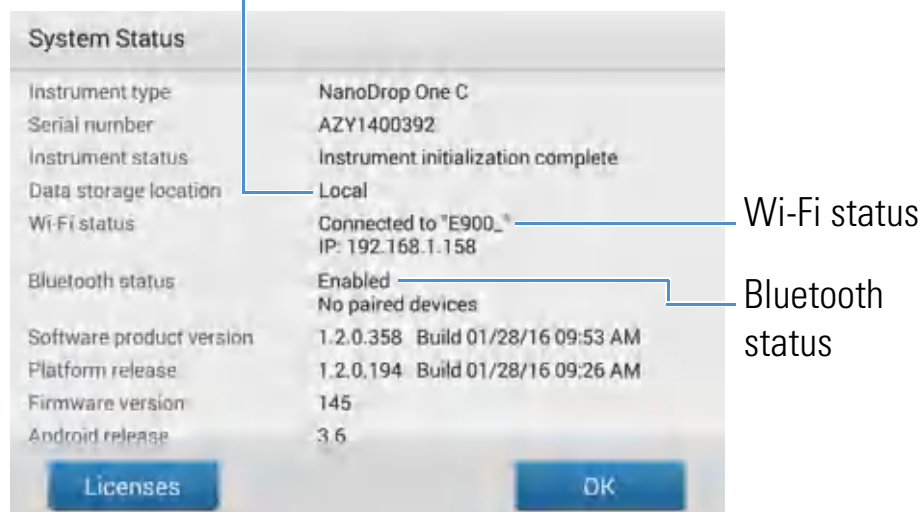 System Status
Instrument type NanoDrop One C
Serial number AZY1400392
Instrument status Instrument initialization complete
Data storage location Local
Wi-Fi status Connected to "E900_"
IP: 192.168.1.158
Bluetooth status Enabled
No paired devices
Software product version 1.2.0.358 Build 01/28/16 09:53 AM
Platform release 1.2.0.194 Build 01/28/16 09:26 AM
Firmware version 145
Android release 3.6
Licenses OK
Wi-Fi status
Bluetooth
status